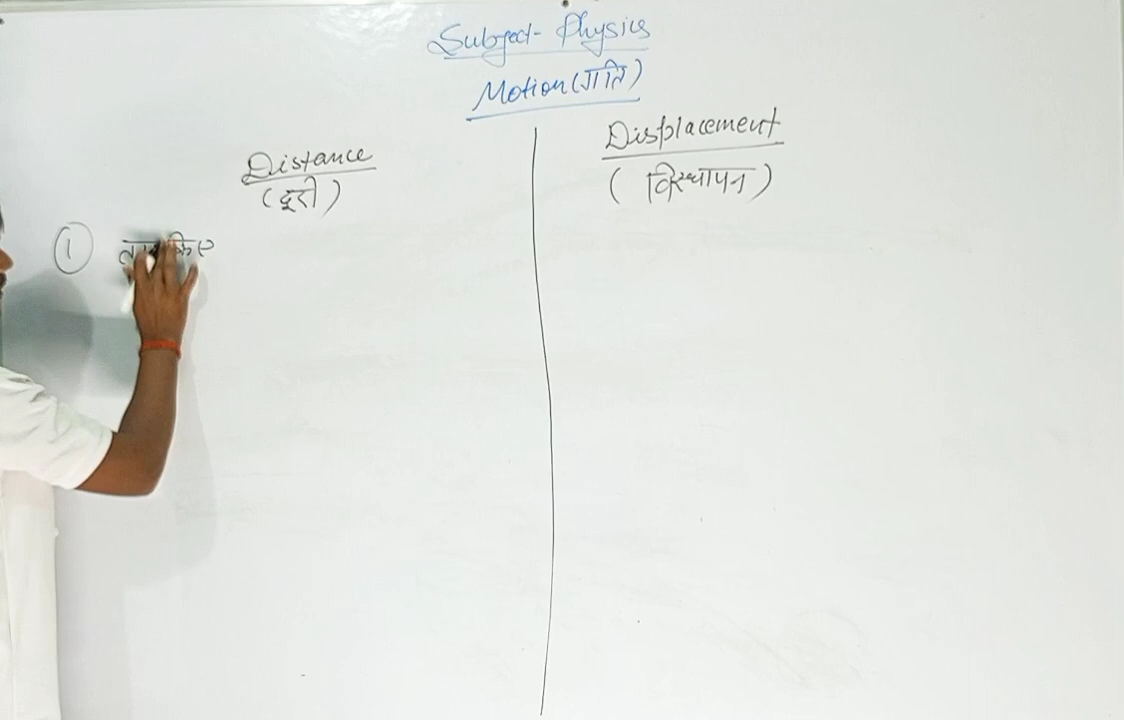 Subject- Physics
Motion (गति)
Distance
(दूरी)
Displacement
(विस्थापन)
① किए